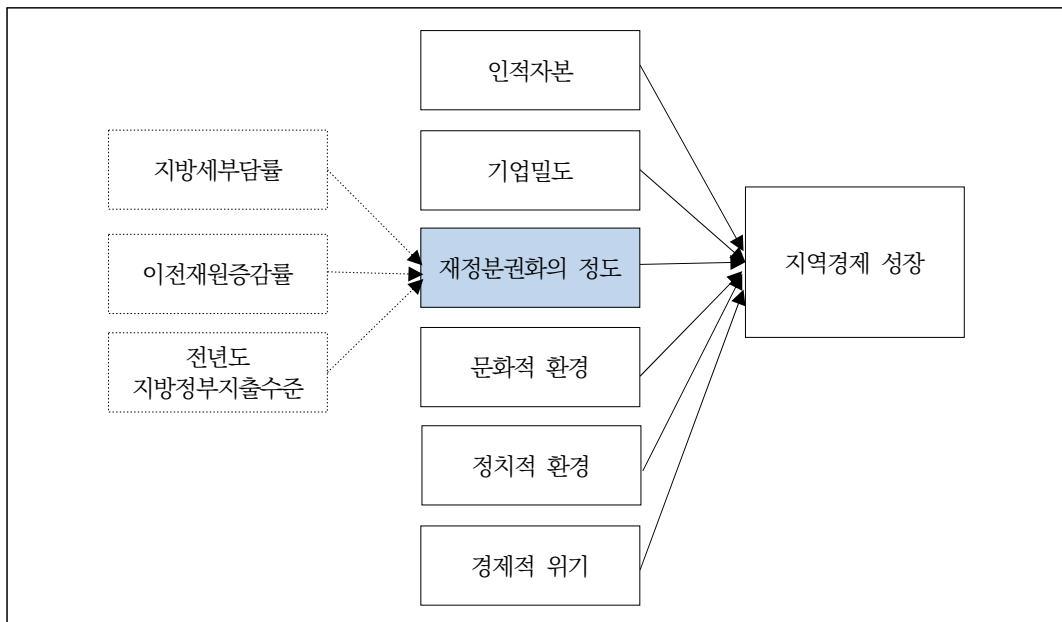 지방세부담률
이전재원증감률
전년도
지방정부지출수준
인적자본
기업밀도
재정분권화의 정도
문화적 환경
정치적 환경
경제적 위기
지역경제 성장